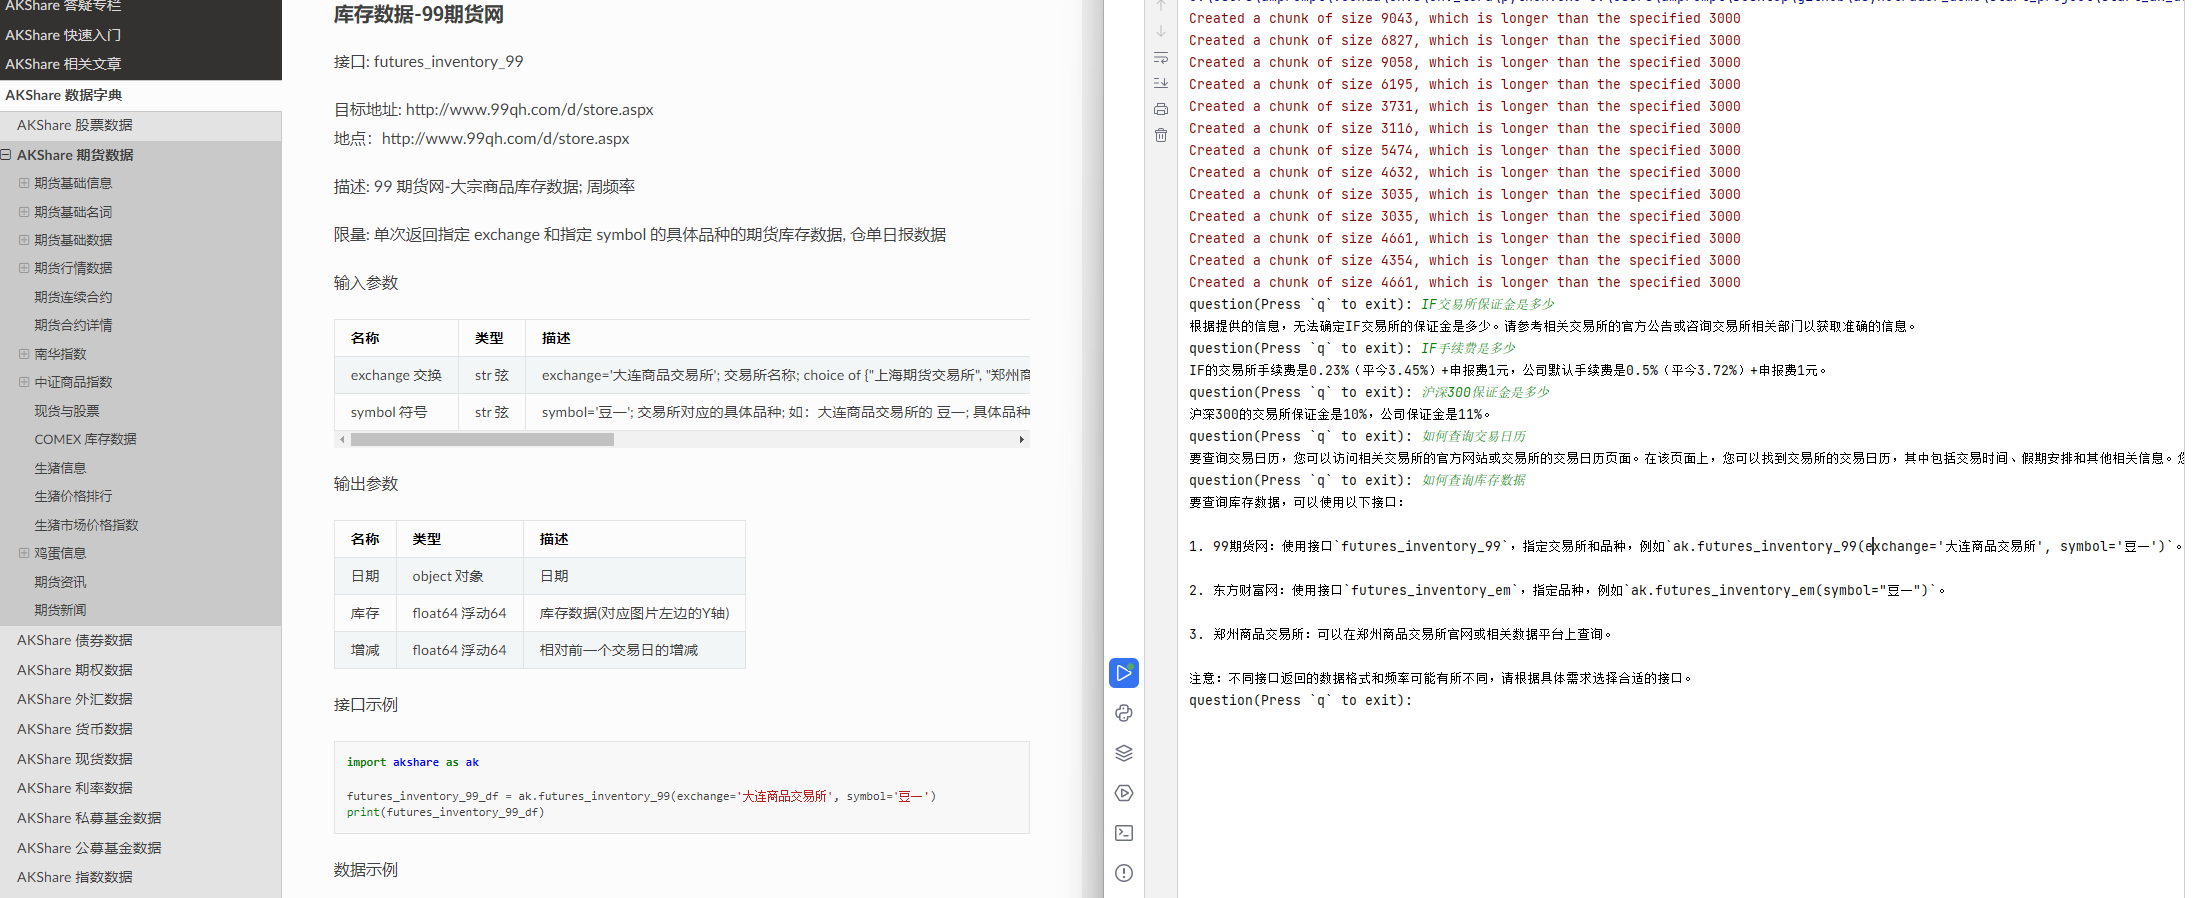 AKShare 答疑专栏
AKShare 快速入门
AKShare 相关文章
AKShare 数据字典
AKShare 股票数据
AKShare 期货数据
期货基础信息
期货基础名词
期货基础数据
期货行情数据
期货连续合约
期货合约详情
南华指数
中证商品指数
现货与股票
COMEX 库存数据
生猪信息
生猪价格排行
生猪市场价格指数
鸡蛋信息
期货资讯
期货新闻
AKShare 债券数据
AKShare 期权数据
AKShare 外汇数据
AKShare 货币数据
AKShare 现货数据
AKShare 利率数据
AKShare 私募基金数据
AKShare 公募基金数据
AKShare 指数数据
库存数据-99期货网
接口: futures_inventory_99
目标地址: http://www.99qh.com/d/store.aspx
地点：http://www.99qh.com/d/store.aspx
描述: 99 期货网-大宗商品库存数据; 周频率
限量: 单次返回指定 exchange 和指定 symbol 的具体品种的期货库存数据, 仓单日报数据
输入参数
名称 类型 描述
exchange 交换 str 弦 exchange='大连商品交易所'; 交易所名称; choice of {"上海期货交易所", "郑州商
symbol 符号 str 弦 symbol='豆一'; 交易所对应的具体品种; 如：大连商品交易所的 豆一; 具体品种
输出参数
名称 类型 描述
日期 object 对象 日期
库存 float64 浮动64 库存数据(对应图片左边的Y轴)
增减 float64 浮动64 相对前一个交易日的增减
接口示例
import akshare as ak
futures_inventory_99_df = ak.futures_inventory_99(exchange='大连商品交易所', symbol='豆一')
print(futures_inventory_99_df)
数据示例
Created a chunk of size 9043, which is longer than the specified 3000
Created a chunk of size 6827, which is longer than the specified 3000
Created a chunk of size 9058, which is longer than the specified 3000
Created a chunk of size 6195, which is longer than the specified 3000
Created a chunk of size 3731, which is longer than the specified 3000
Created a chunk of size 3116, which is longer than the specified 3000
Created a chunk of size 5474, which is longer than the specified 3000
Created a chunk of size 4632, which is longer than the specified 3000
Created a chunk of size 3035, which is longer than the specified 3000
Created a chunk of size 3035, which is longer than the specified 3000
Created a chunk of size 4661, which is longer than the specified 3000
Created a chunk of size 4354, which is longer than the specified 3000
Created a chunk of size 4661, which is longer than the specified 3000
question(Press `q` to exit): IF交易所保证金是多少
根据提供的信息，无法确定IF交易所的保证金是多少。请参考相关交易所的官方公告或咨询交易所相关部门以获取准确的信息。
question(Press `q` to exit): IF手续费是多少
IF的交易所手续费是0.23%（平今3.45%）+申报费1元，公司默认手续费是0.5%（平今3.72%）+申报费1元。
question(Press `q` to exit): 沪深300保证金是多少
沪深300的交易所保证金是10%，公司保证金是11%。
question(Press `q` to exit): 如何查询交易日历
要查询交易日历，您可以访问相关交易所的官方网站或交易所的交易日历页面。在该页面上，您可以找到交易所的交易日历，其中包括交易时间、假期安排和其他相关信息。
question(Press `q` to exit): 如何查询库存数据
要查询库存数据，可以使用以下接口：
1. 99期货网：使用接口`futures_inventory_99`，指定交易所和品种，例如`ak.futures_inventory_99(exchange='大连商品交易所', symbol='豆一')`。
2. 东方财富网：使用接口`futures_inventory_em`，指定品种，例如`ak.futures_inventory_em(symbol="豆一")`。
3. 郑州商品交易所：可以在郑州商品交易所官网或相关数据平台上查询。
注意：不同接口返回的数据格式和频率可能有所不同，请根据具体需求选择合适的接口。
question(Press `q` to exit):